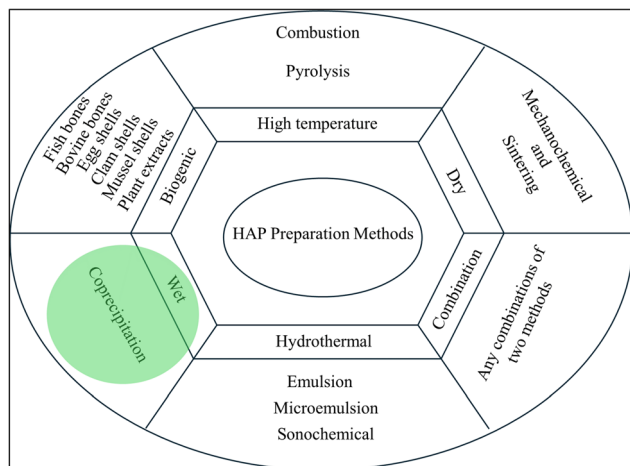 Combustion
Pyrolysis
High temperature
Fish bones
Bovine bones
Egg shells
Clam shells
Mussel shells
Plant extracts
Biogenic
Mechanochemical
and
Sintering
Dry
HAP Preparation Methods
Coprecipitation
Wet
Combination
Any combinations of
two methods
Hydrothermal
Emulsion
Microemulsion
Sonochemical